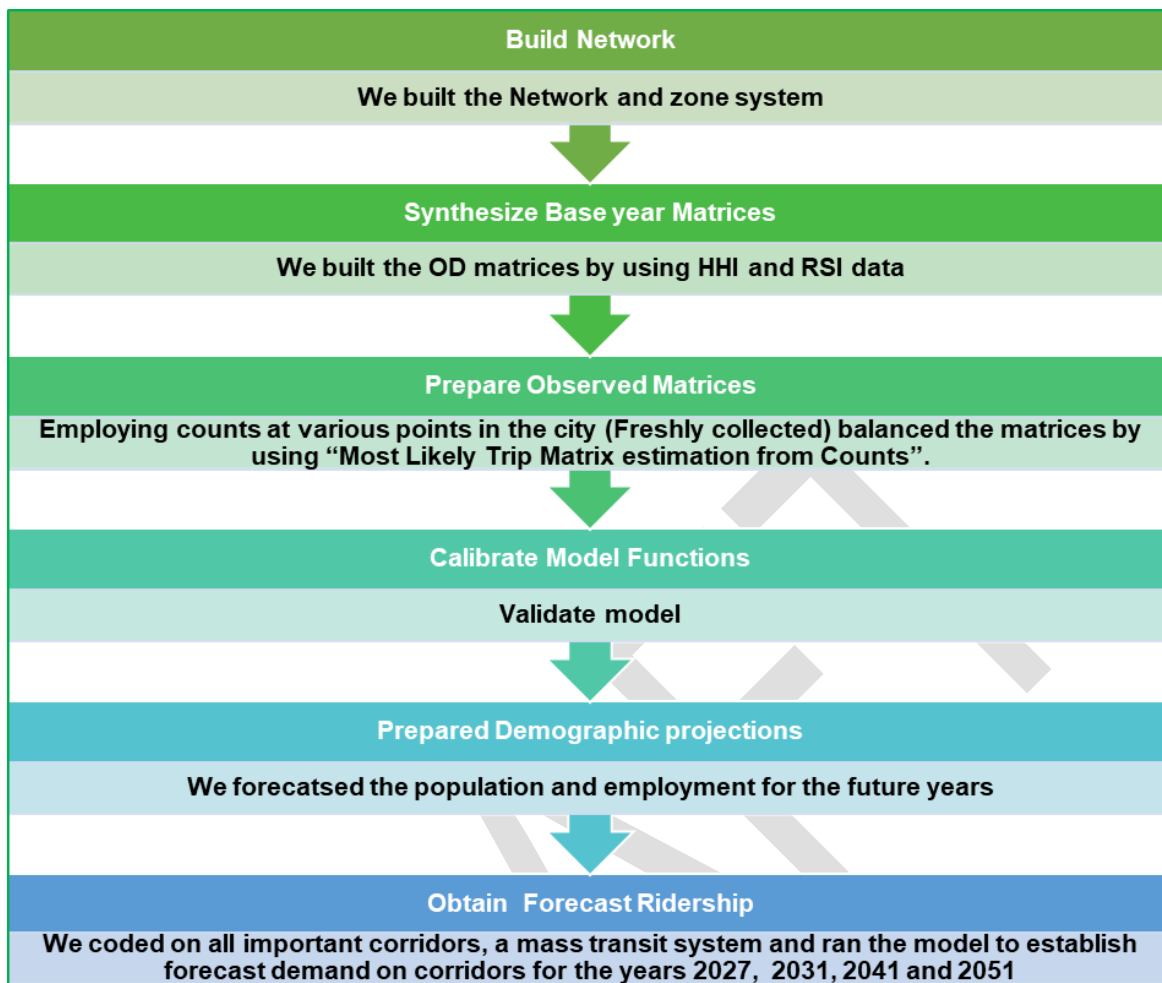 Build Network
We built the Network and zone system
Synthesize Base year Matrices
We built the OD matrices by using HHI and RSI data
Prepare Observed Matrices
Employing counts at various points in the city (Freshly collected) balanced the matrices by
using “Most Likely Trip Matrix estimation from Counts”.
Calibrate Model Functions
Validate model
Prepared Demographic projections
We forecatsed the population and employment for the future years
Obtain Forecast Ridership
We coded on all important corridors, a mass transit system and ran the model to establish
forecast demand on corridors for the years 2027, 2031, 2041 and 2051